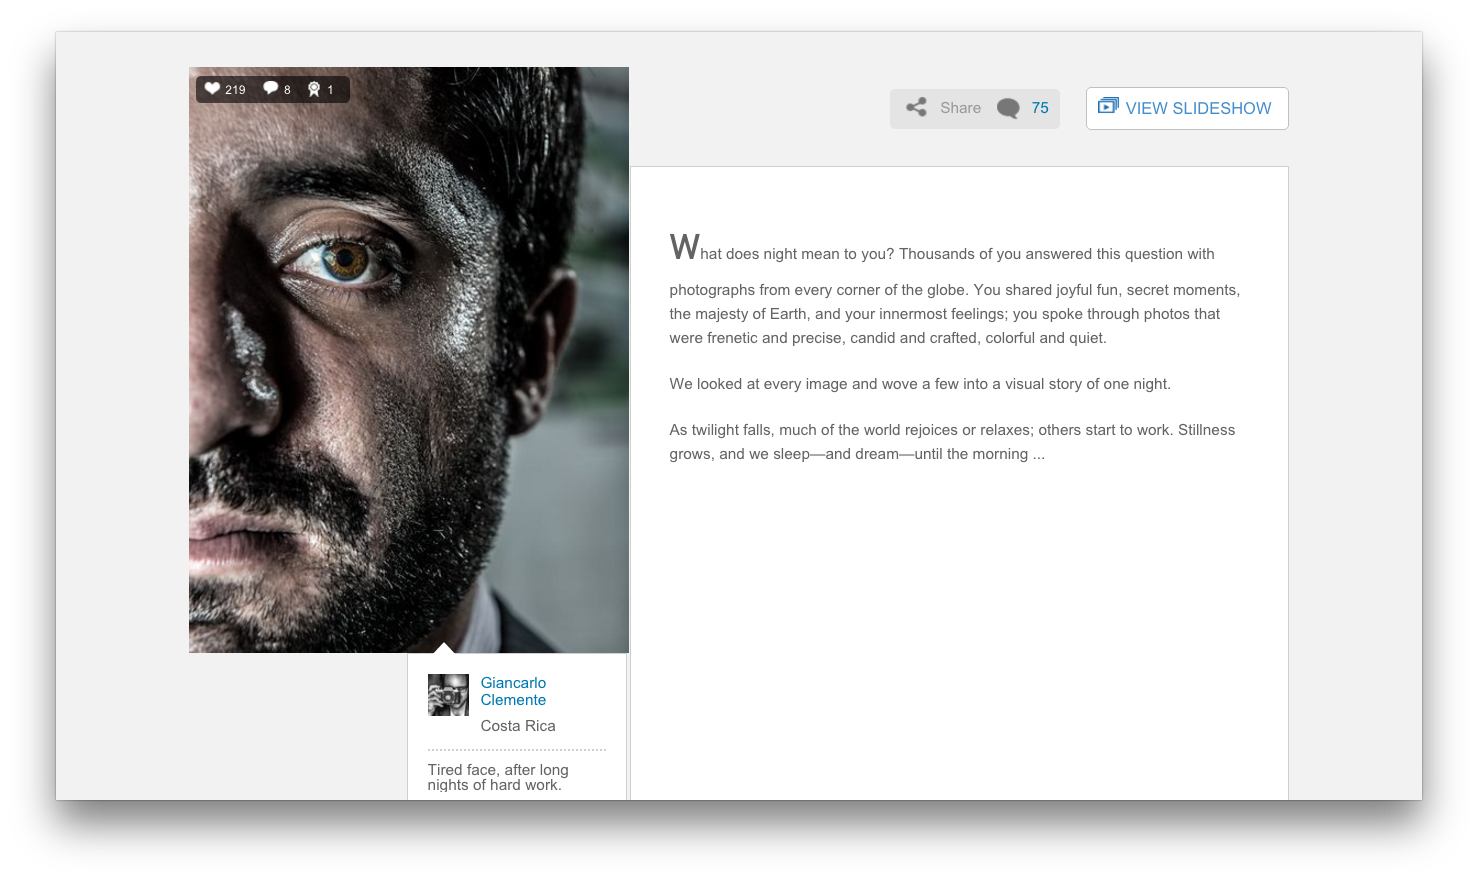 219 8 1
Share 75 VIEW SLIDESHOW
What does night mean to you? Thousands of you answered this question with
photographs from every corner of the globe. You shared joyful fun, secret moments,
the majesty of Earth, and your innermost feelings; you spoke through photos that
were frenetic and precise, candid and crafted, colorful and quiet.
We looked at every image and wove a few into a visual story of one night.
As twilight falls, much of the world rejoices or relaxes; others start to work. Stillness
grows, and we sleep—and dream—until the morning ...
Giancarlo
Clemente
Costa Rica
Tired face, after long
nights of hard work.